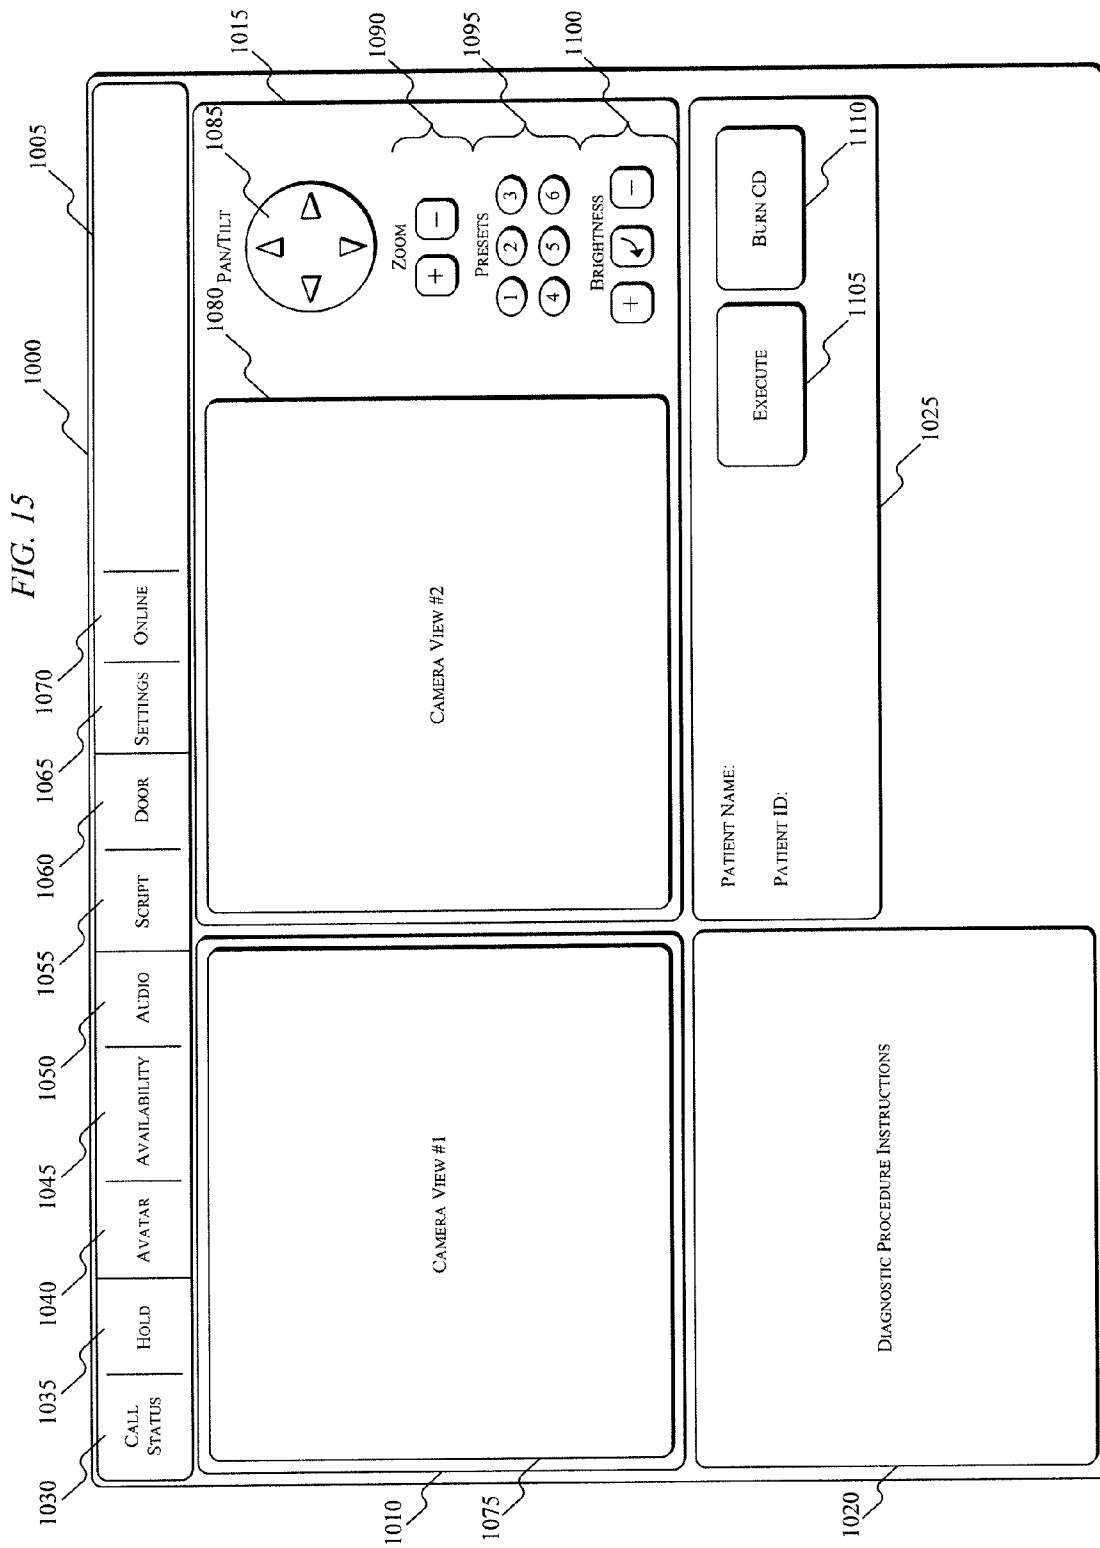 FIG. 15
1000
1005
1030
1035
1040
1045
1050
1055
1060
1065
1070
CALL
STATUS
HOLD
AVATAR
AVAILABILITY
AUDIO
SCRIPT
DOOR
SETTINGS
ONLINE
1010
1075
CAMERA VIEW #1
CAMERA VIEW #2
1080
1085
PAN/TILT
1015
ZOOM
+ −
1090
PRESETS
1 2 3
4 5 6
1095
BRIGHTNESS
+ −
1100
1020
DIAGNOSTIC PROCEDURE INSTRUCTIONS
PATIENT NAME:
PATIENT ID:
EXECUTE
BURN CD
1105
1110
1025